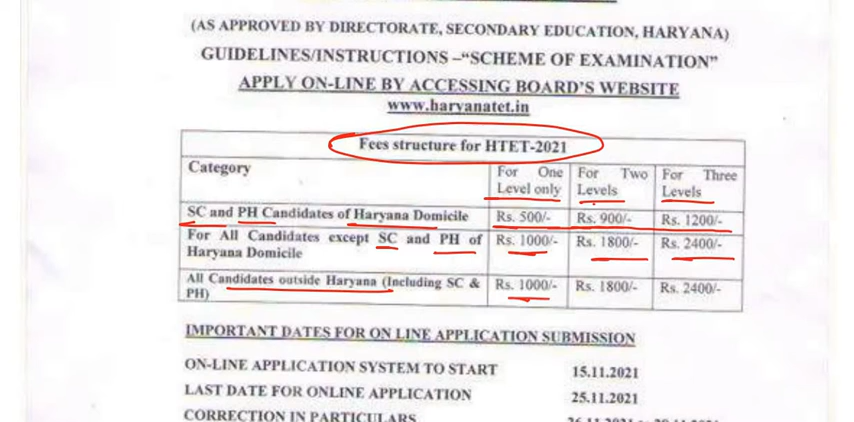 (AS APPROVED BY DIRECTORATE, SECONDARY EDUCATION, HARYANA)
GUIDELINES/INSTRUCTIONS –“SCHEME OF EXAMINATION”
APPLY ON-LINE BY ACCESSING BOARD’S WEBSITE
www.haryanatet.in
Fees structure for HTET-2021
Category
For One Level only
For Two Levels
For Three Levels
SC and PH Candidates of Haryana Domicile
Rs. 500/-
Rs. 900/-
Rs. 1200/-
For All Candidates except SC and PH of
Haryana Domicile
Rs. 1000/-
Rs. 1800/-
Rs. 2400/-
All Candidates outside Haryana (Including SC &
PH)
Rs. 1000/-
Rs. 1800/-
Rs. 2400/-
IMPORTANT DATES FOR ON LINE APPLICATION SUBMISSION
ON-LINE APPLICATION SYSTEM TO START 15.11.2021
LAST DATE FOR ONLINE APPLICATION 25.11.2021
CORRECTION IN PARTICULARS